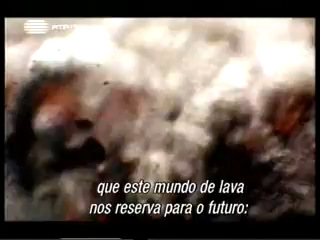 que este mundo de lava
nos reserva para o futuro: